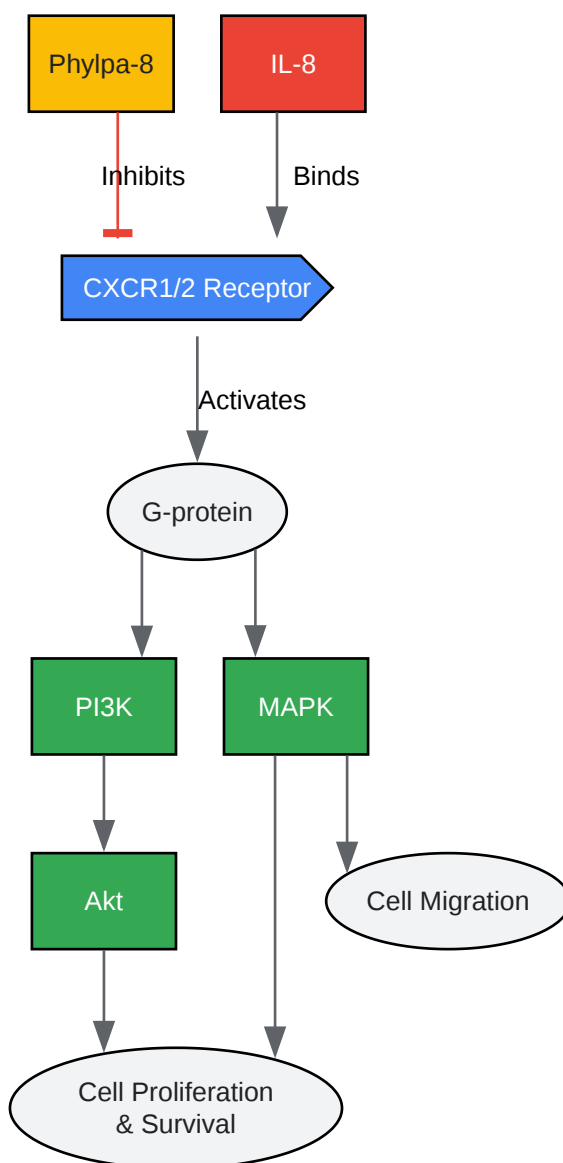 Phylpa-8
IL-8
Inhibits
Binds
CXCR1/2 Receptor
Activates
G-protein
PI3K
MAPK
Akt
Cell Migration
Cell Proliferation
& Survival